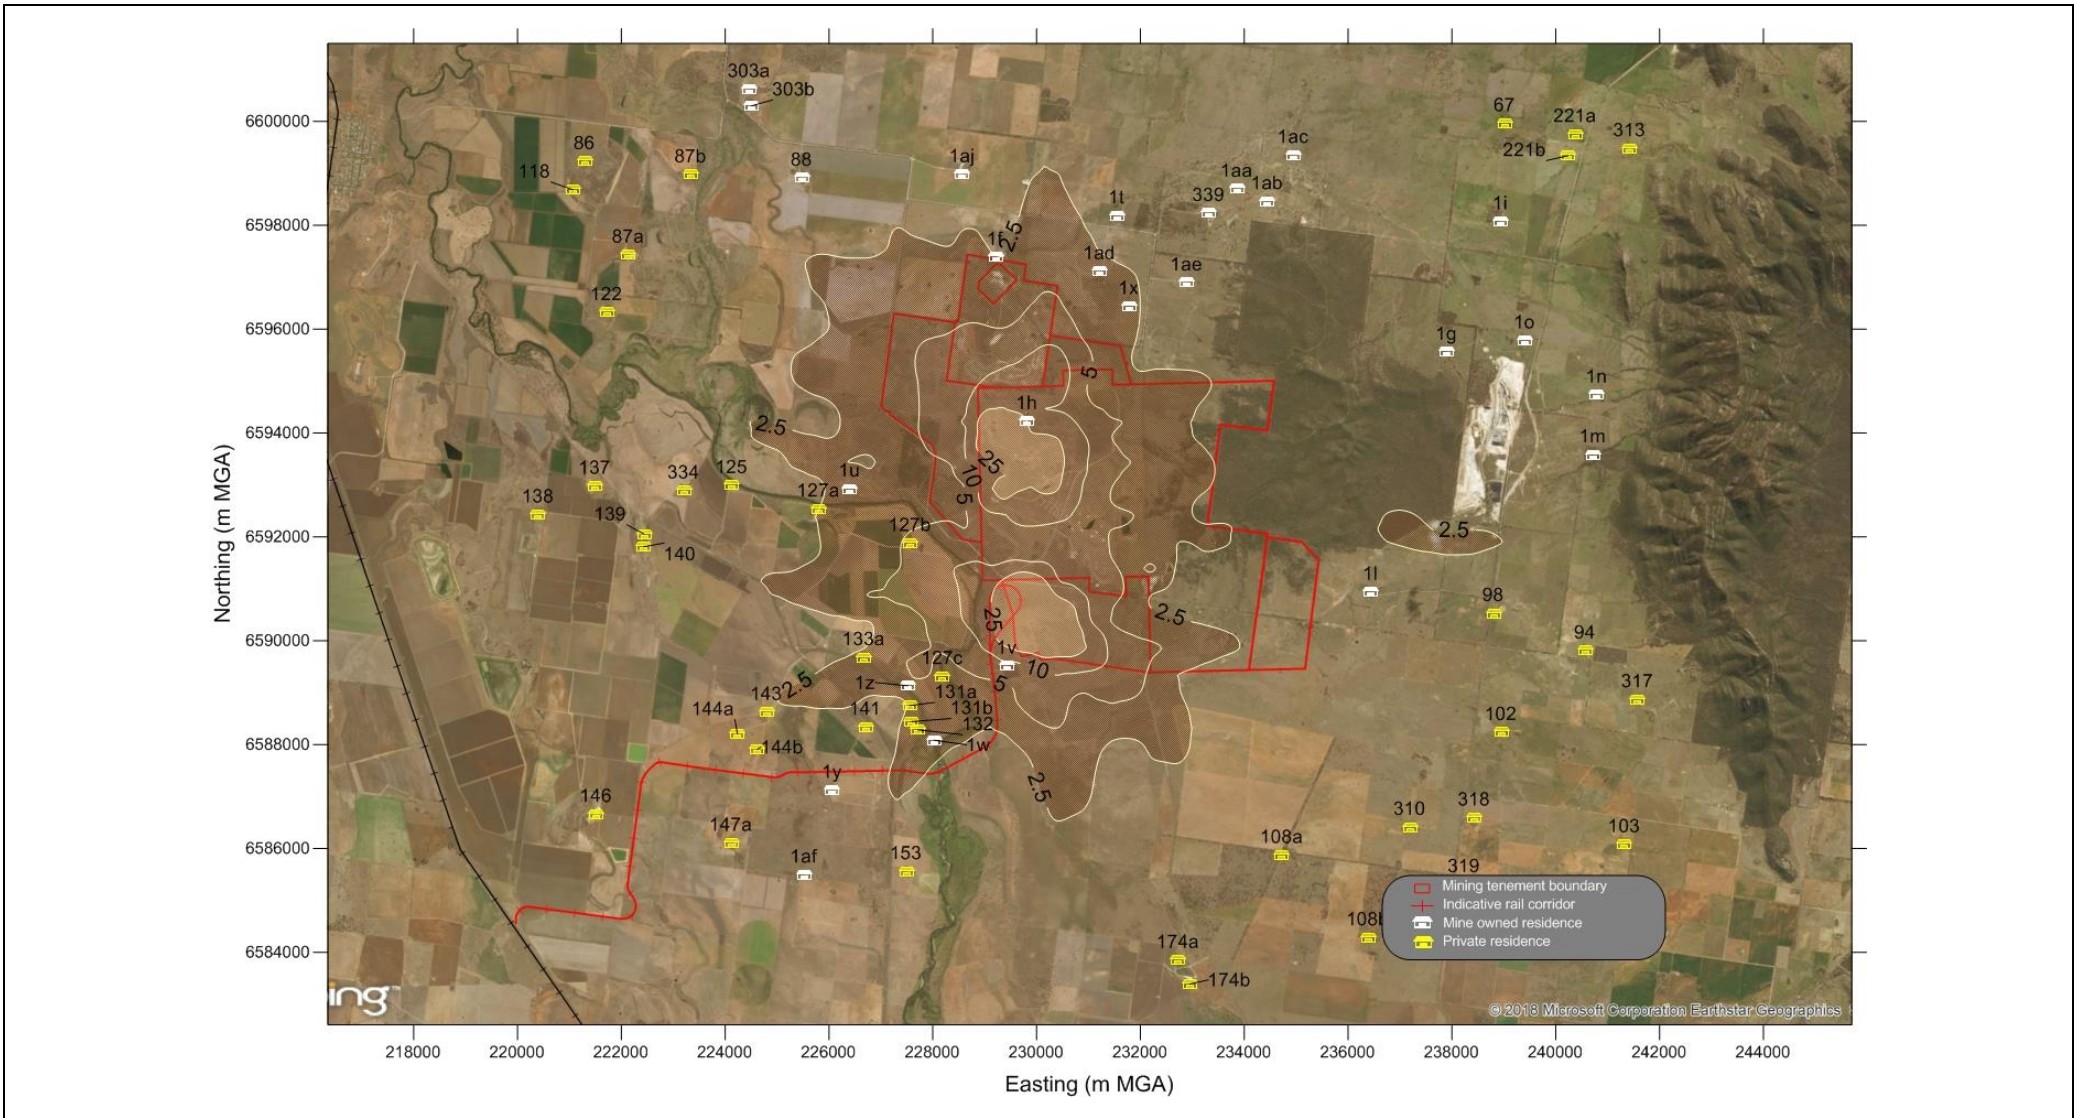 303a
303b
6600000
67
221a
313
86
87b
88
1aj
1ac
221b
118
1aa
1ab
339
1t
1i
6598000
87a
1f
2.5
1ad
1ae
122
1x
6596000
1g
1o
5
1n
1h
6594000
2.5
1m
25
10
5
1u
137
334
125
127a
138
139
127b
2.5
6592000
140
1l
98
25
2.5
6590000
133a
94
127c
1v
10
5
1z
2.5
317
143
131a
131b
144a
141
132
102
144b
1w
6588000
1y
2.5
146
147a
310
318
103
108a
6586000
153
1af
319
Mining tenement boundary
Indicative rail corridor
Mine owned residence
Private residence
108b
174a
6584000
174b
ing
© 2018 Microsoft Corporation Earthstar Geographics
218000 220000 222000 224000 226000 228000 230000 232000 234000 236000 238000 240000 242000 244000
Easting (m MGA)
Northing (m MGA)